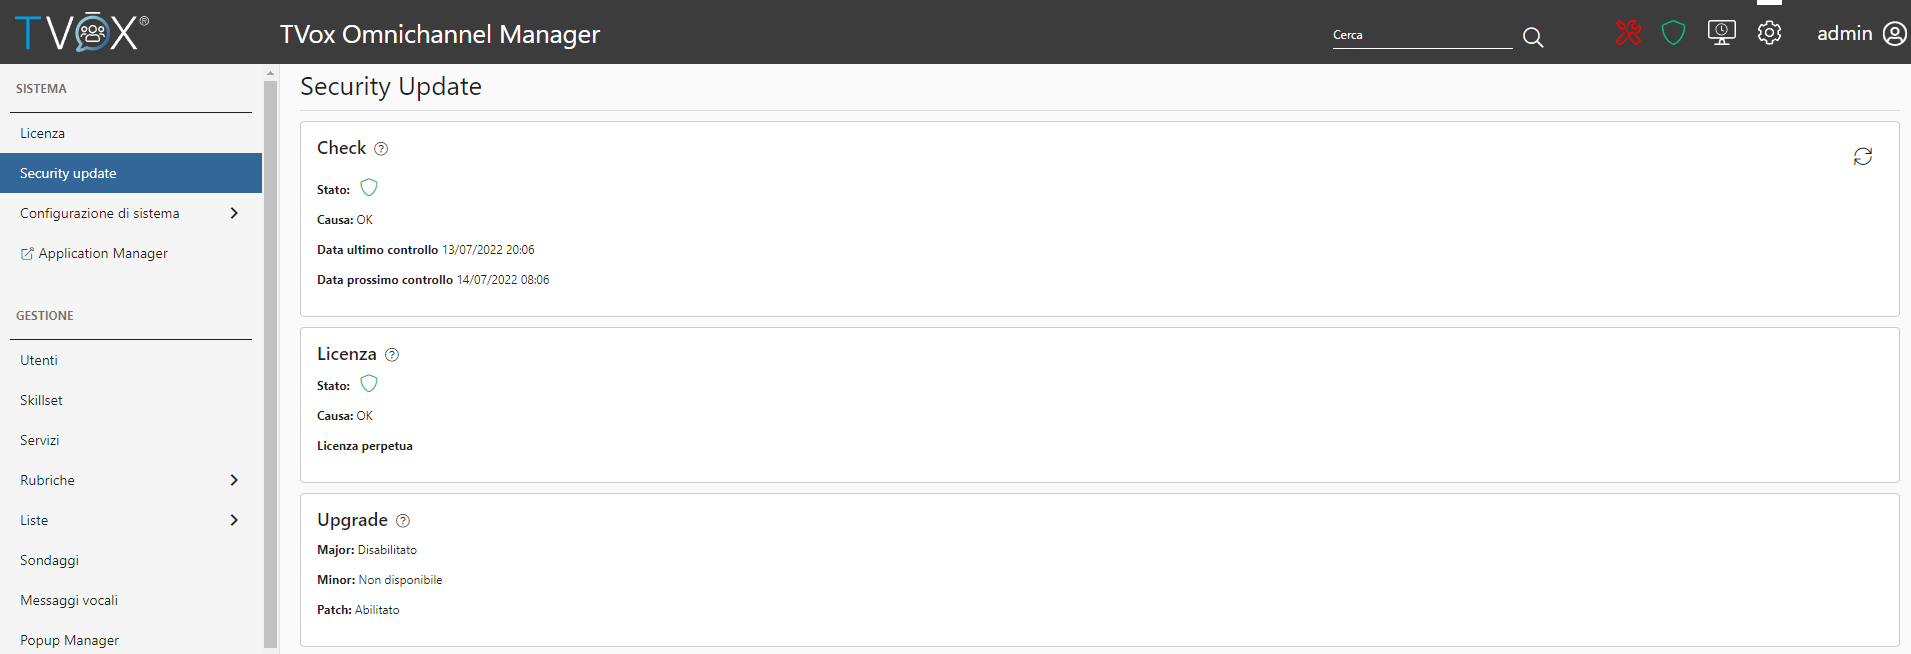 TVOX®
TVox Omnichannel Manager
Cerca
admin
SISTEMA
Licenza
Security update
Configurazione di sistema
Application Manager
GESTIONE
Utenti
Skillset
Servizi
Rubriche
Liste
Sondaggi
Messaggi vocali
Popup Manager
Security Update
Check ?
Stato:
Causa: OK
Data ultimo controllo 13/07/2022 20:06
Data prossimo controllo 14/07/2022 08:06
Licenza ?
Stato:
Causa: OK
Licenza perpetua
Upgrade ?
Major: Disabilitato
Minor: Non disponibile
Patch: Abilitato